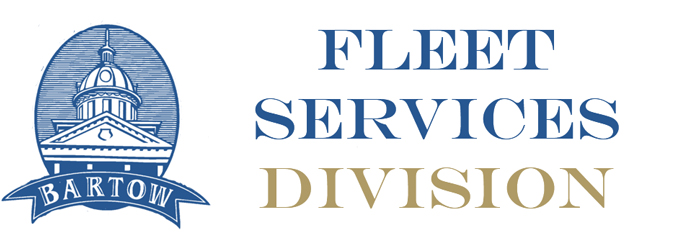 BARTOW
FLEET
SERVICES
DIVISION